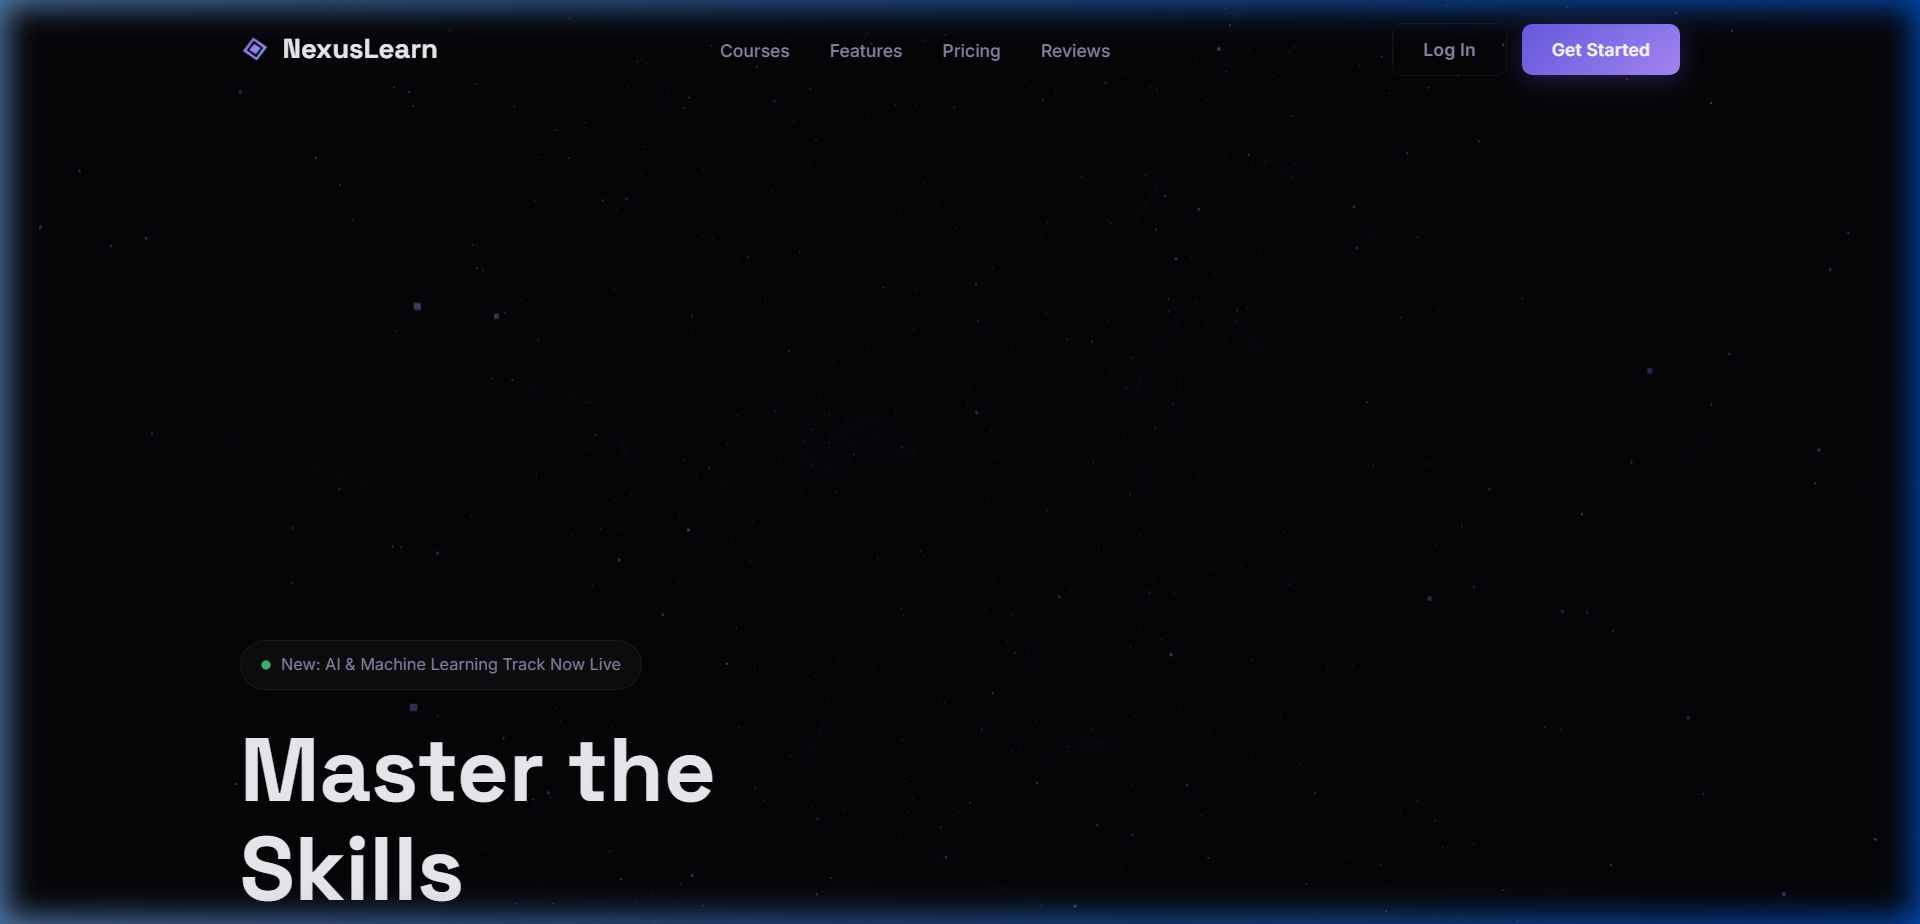 NexusLearn
Courses Features Pricing Reviews
Log In
Get Started
New: AI & Machine Learning Track Now Live
Master the
Skills